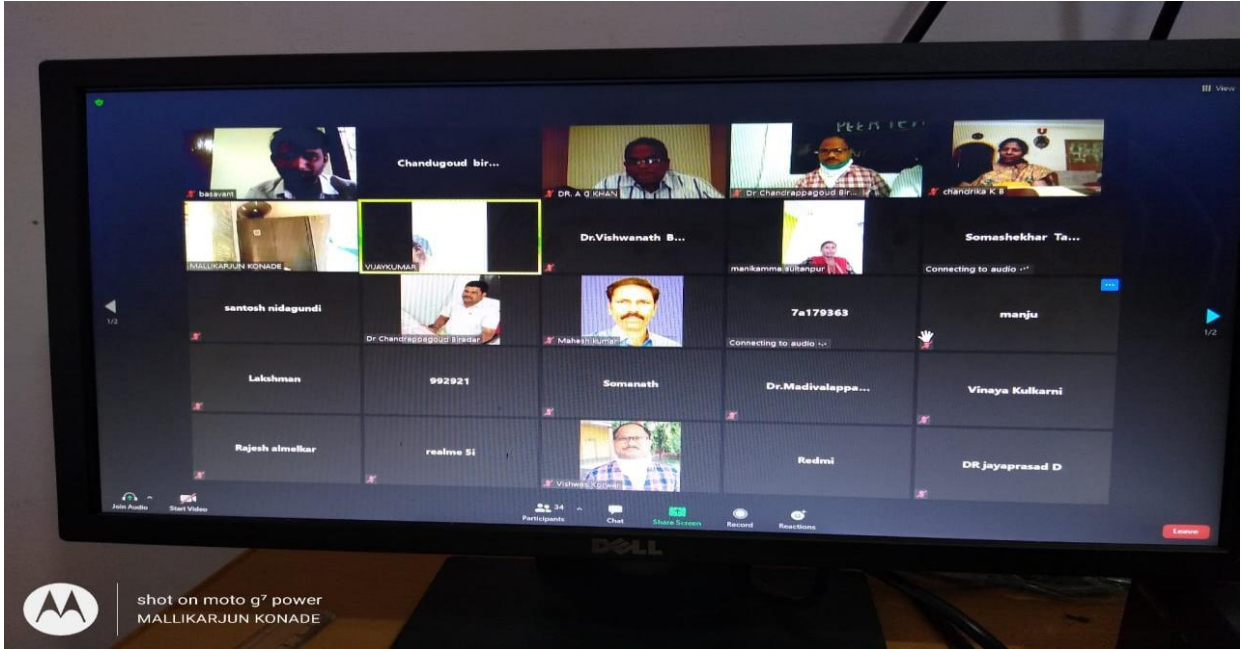 View
PEER TEA
basavant
Chandugoud bir...
DR. A G KHAN
Dr Chandrappagoud Bir...
chandrika K B
MALLIKARJUN KONADE
VIJAYKUMAR
Dr.Vishwanath B...
manikamma sultanpur
Somashekhar Ta...
Connecting to audio ...
1/2
santosh nidagundi
Dr Chandrappagoud Biradar
Mahesh kumar
7a179363
Connecting to audio ...
manju
1/2
Lakshman
992921
Somanath
Dr.Madivalappa...
Vinaya Kulkarni
Rajesh almelkar
realme 5i
Vishwas Korwar
Redmi
DR jayaprasad D
Join Audio
Start Video
34
Participants
Chat
Share Screen
Record
Reactions
Leave
DELL
shot on moto g⁷ power
MALLIKARJUN KONADE